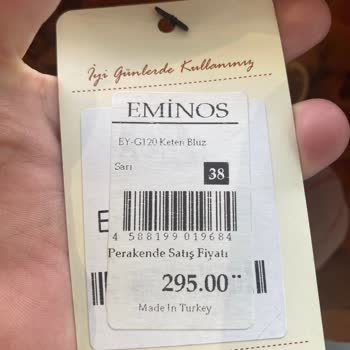 İyi Günlerde Kullanınız
EMİNOS
EY-G120 Keten Bluz
Sarı
38
E
4 588199 019684
Perakende Satış Fiyatı
295.00
Made In Turkey